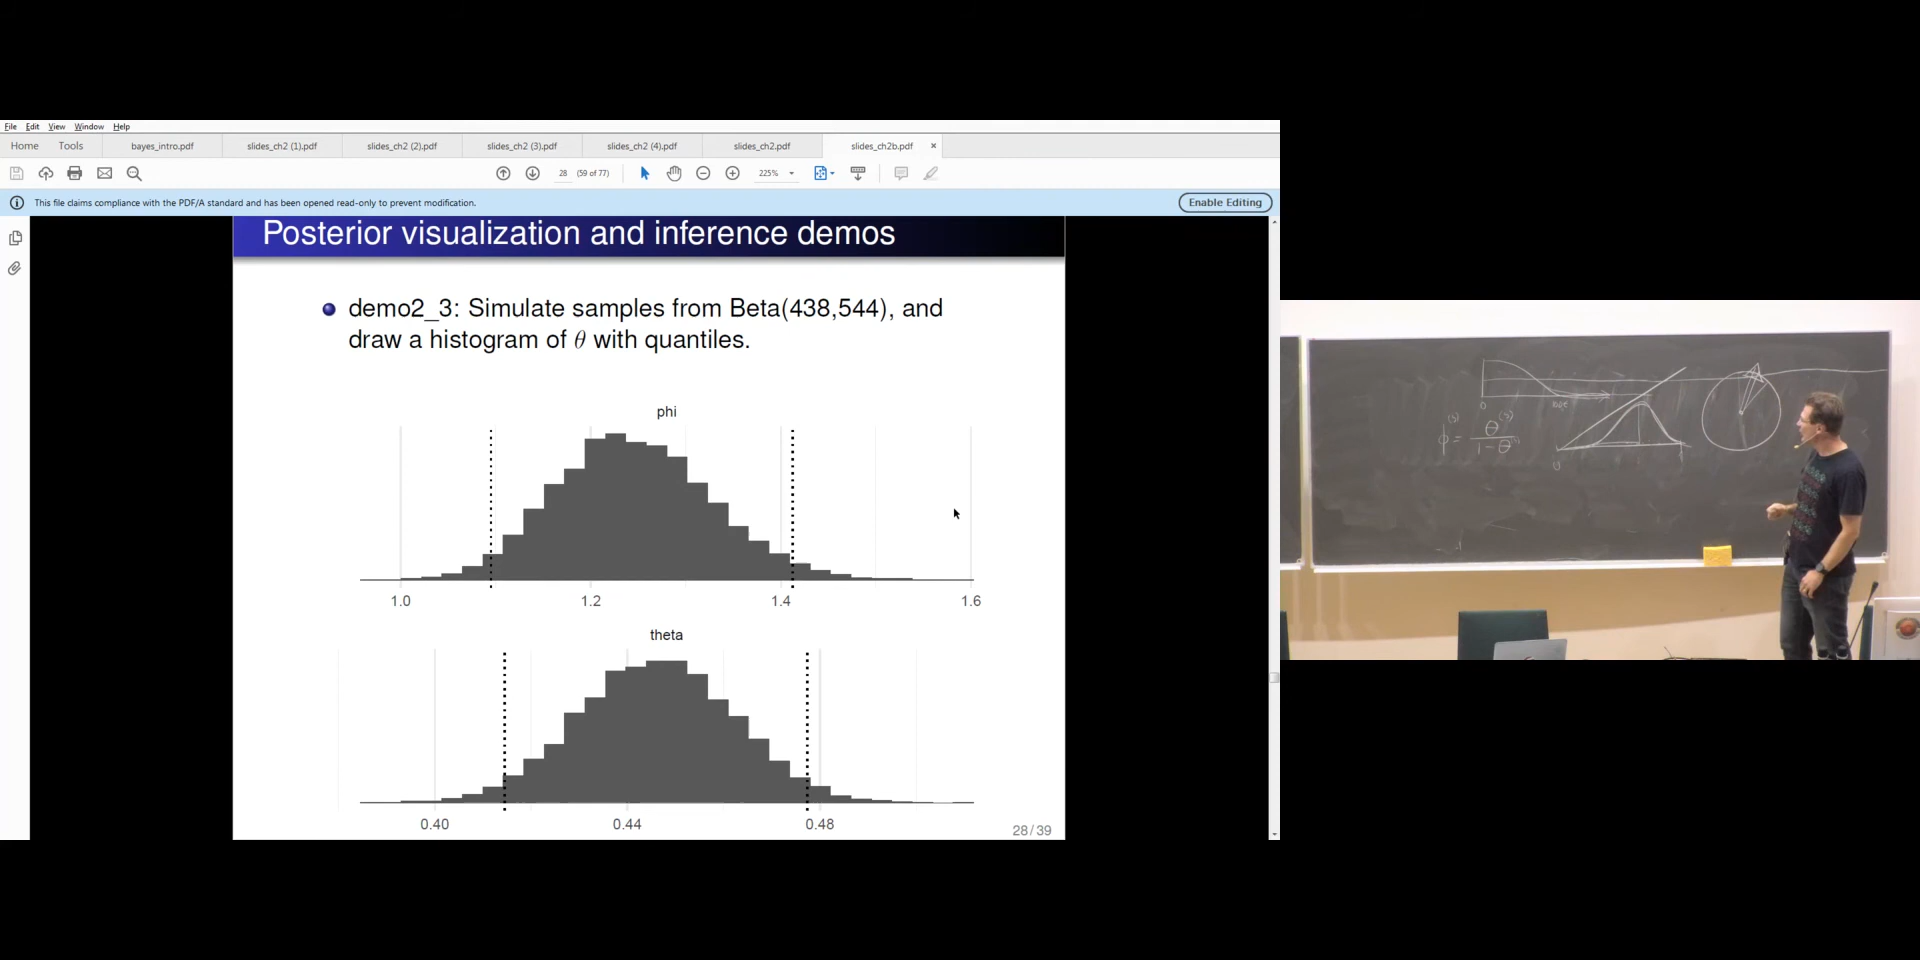 File Edit View Window Help
Home Tools bayes_intro.pdf slides_ch2 (1).pdf slides_ch2 (2).pdf slides_ch2 (3).pdf slides_ch2 (4).pdf slides_ch2.pdf slides_ch2b.pdf ×
28 (59 of 77) 225%
This file claims compliance with the PDF/A standard and has been opened read-only to prevent modification. Enable Editing
Posterior visualization and inference demos
demo2_3: Simulate samples from Beta(438,544), and
draw a histogram of θ with quantiles.
phi
1.0 1.2 1.4 1.6
theta
0.40 0.44 0.48
28/39
0
ϕ = θ
1-θ
0